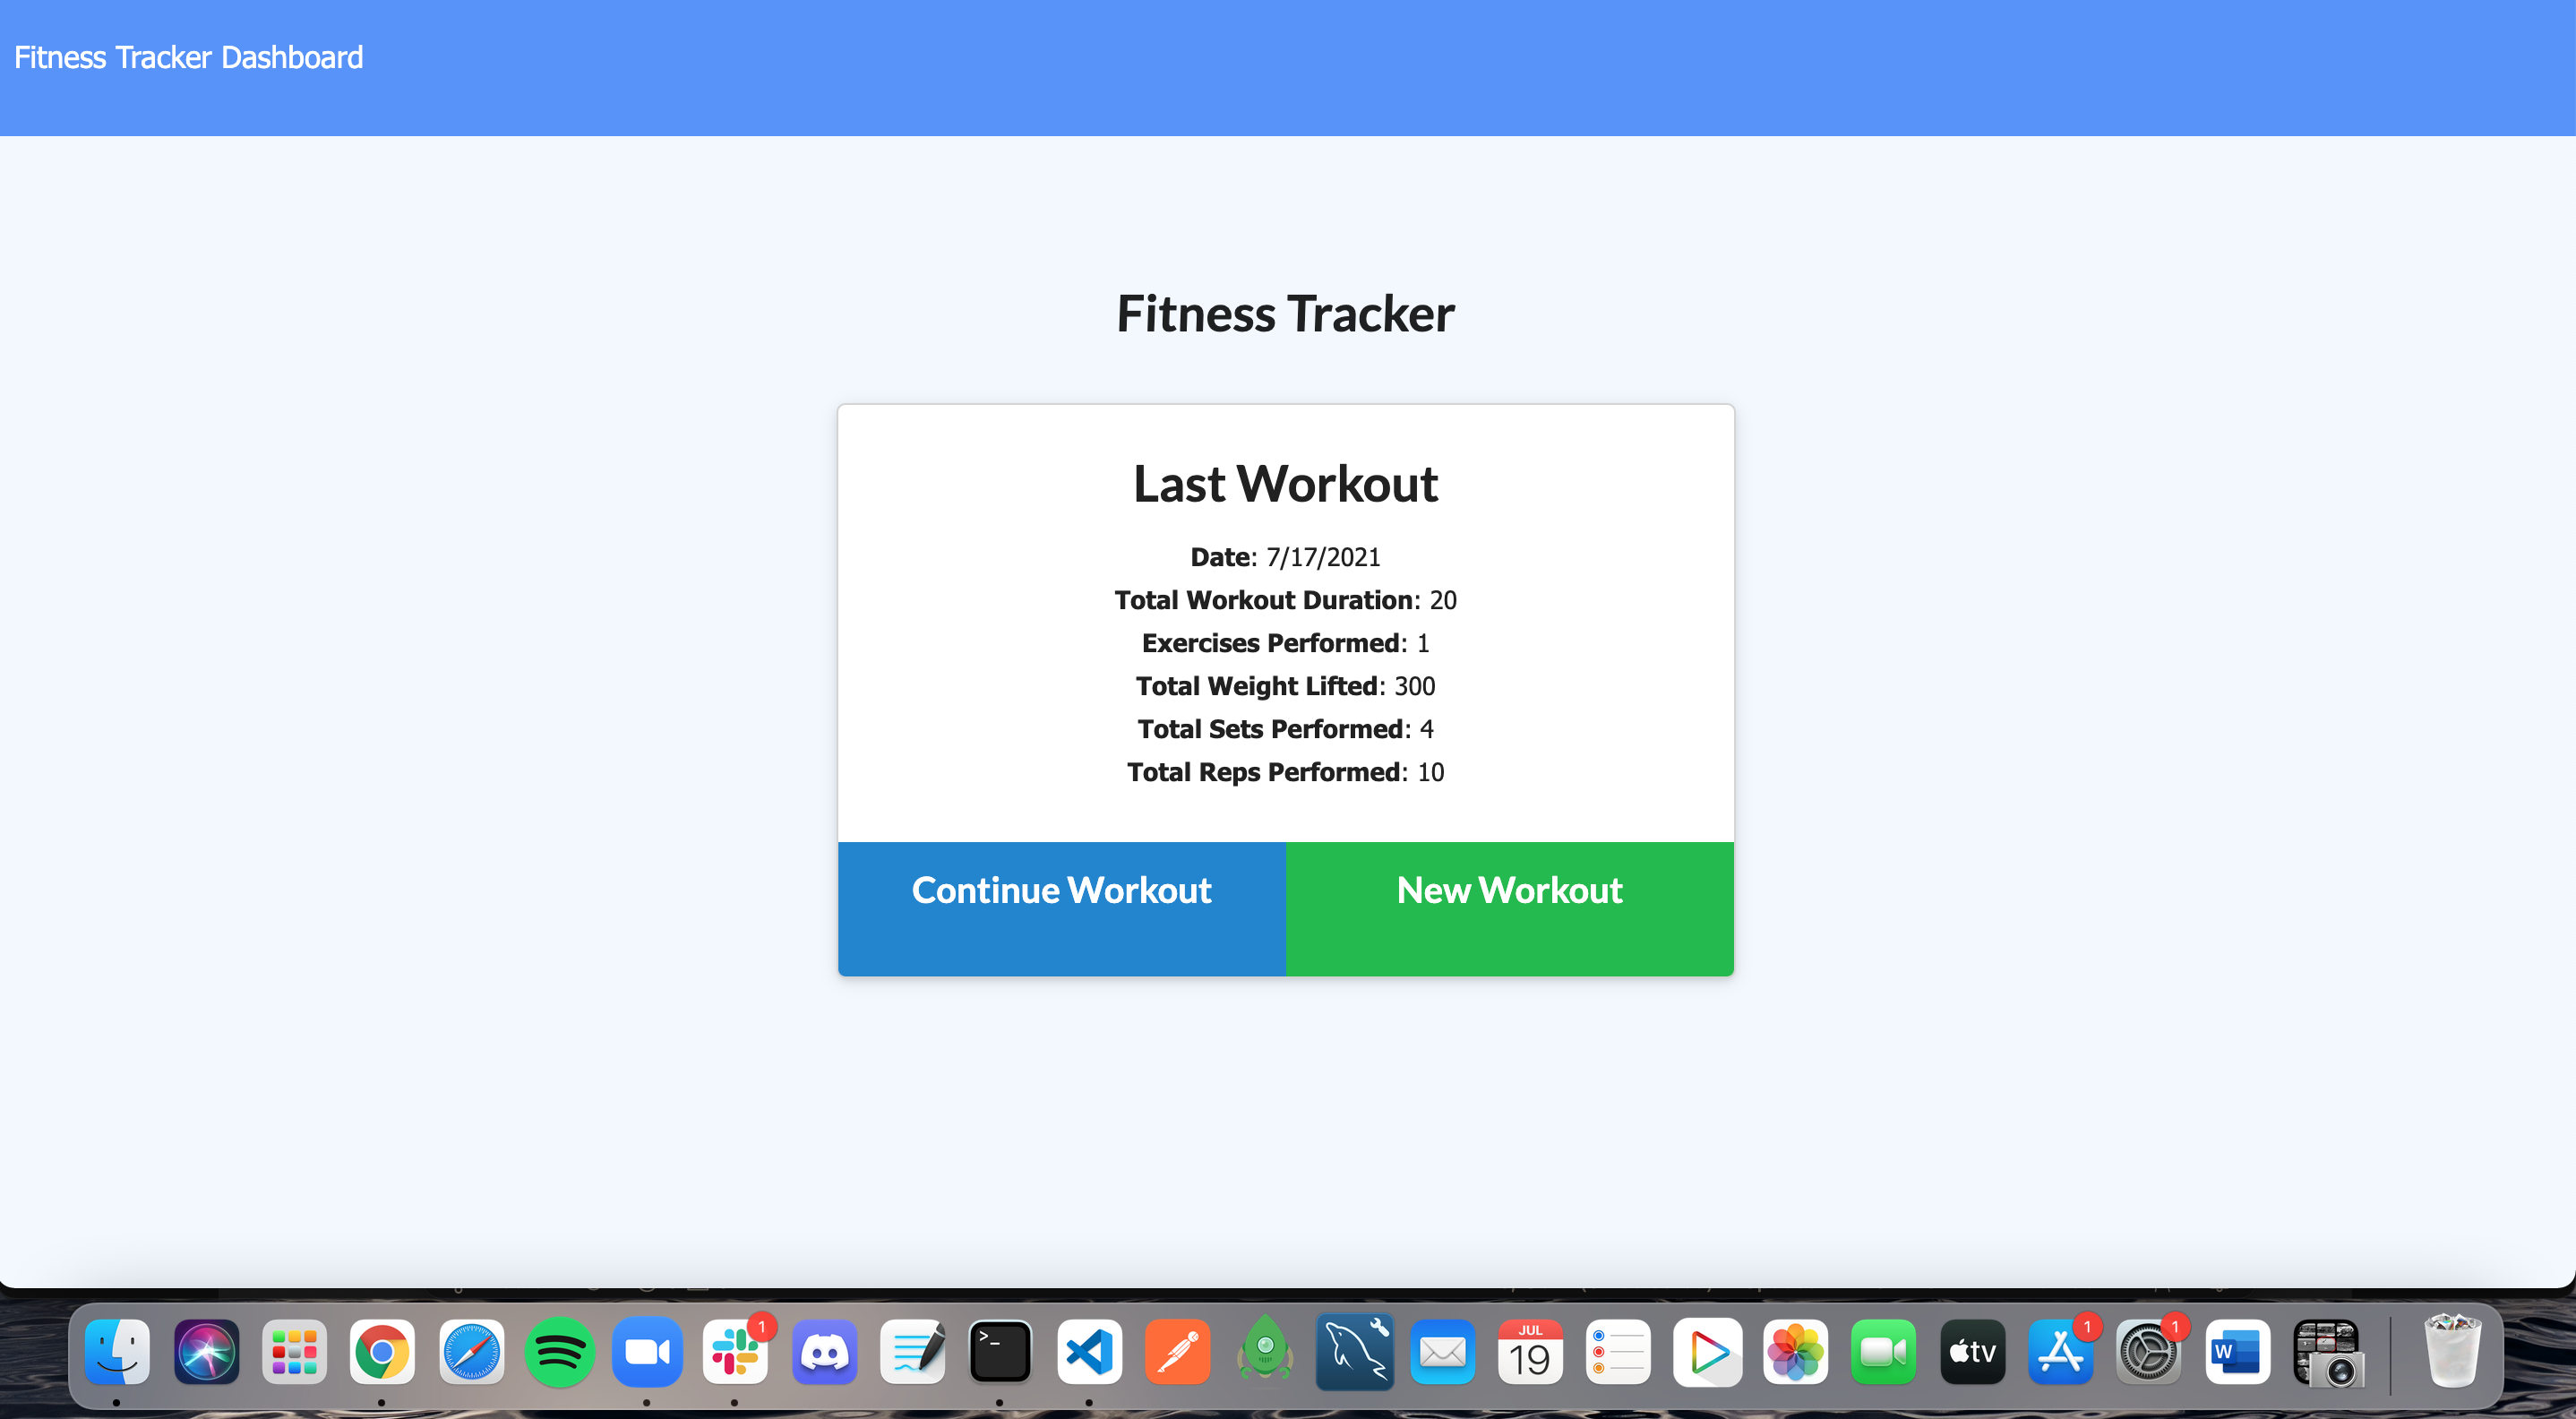 Fitness Tracker Dashboard
Fitness Tracker
Last Workout
Date: 7/17/2021
Total Workout Duration: 20
Exercises Performed: 1
Total Weight Lifted: 300
Total Sets Performed: 4
Total Reps Performed: 10
Continue Workout New Workout
1
>_
JUL
19
tv
1
1
W